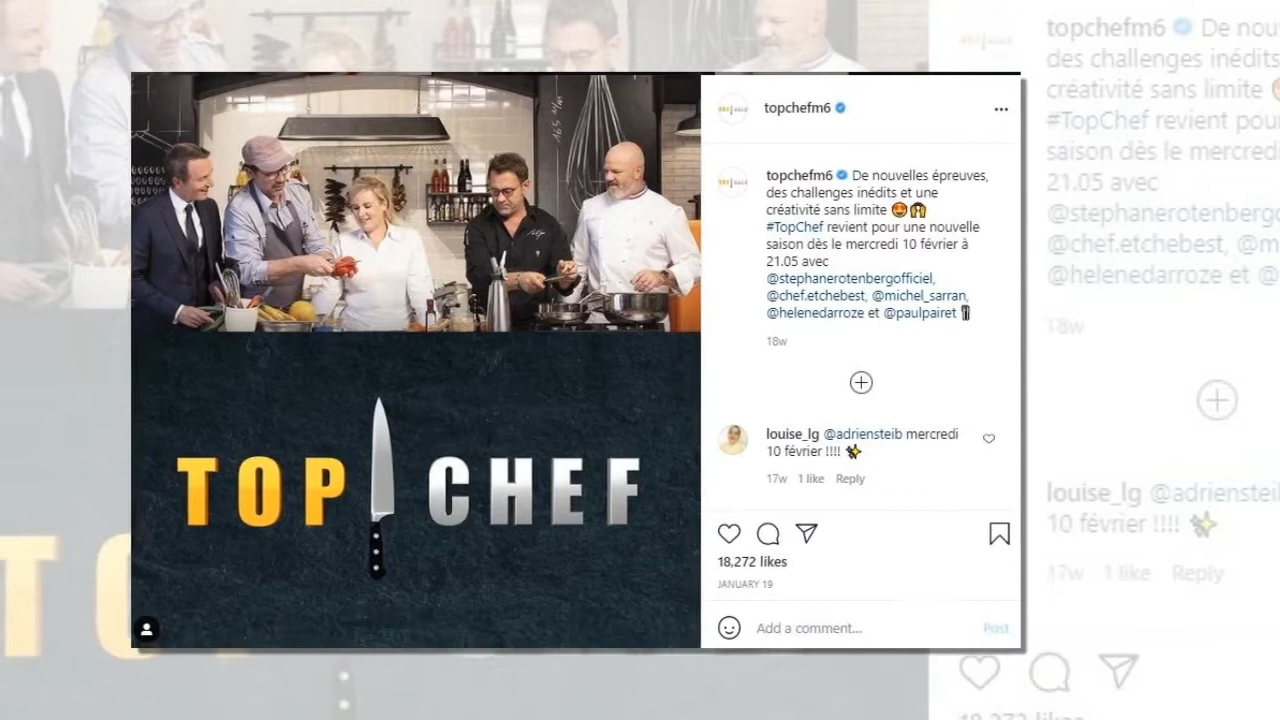 topchefm6
topchefm6 De nouvelles épreuves,
des challenges inédits et une
créativité sans limite 😍🙌
#TopChef revient pour une nouvelle
saison dès le mercredi 10 février à
21.05 avec
@stephanerotenbergofficiel,
@chef.etchebest, @michel_sarran,
@helenedarroze et @paulpairet
18w
louise_lg @adriensteib mercredi
10 février !!!! ✨
17w 1 like Reply
18,272 likes
JANUARY 19
Add a comment... Post
TOP CHEF
topchefm6 De nou
des challenges inédits
créativité sans limite
#TopChef revient pour
saison dès le mercredi
21.05 avec
@stephanerotenberg
@chef.etchebest, @m
@helenedarroze et @
18w
louise_lg @adriensteib
10 février !!!! ✨
17w 1 like Reply
18,272 likes